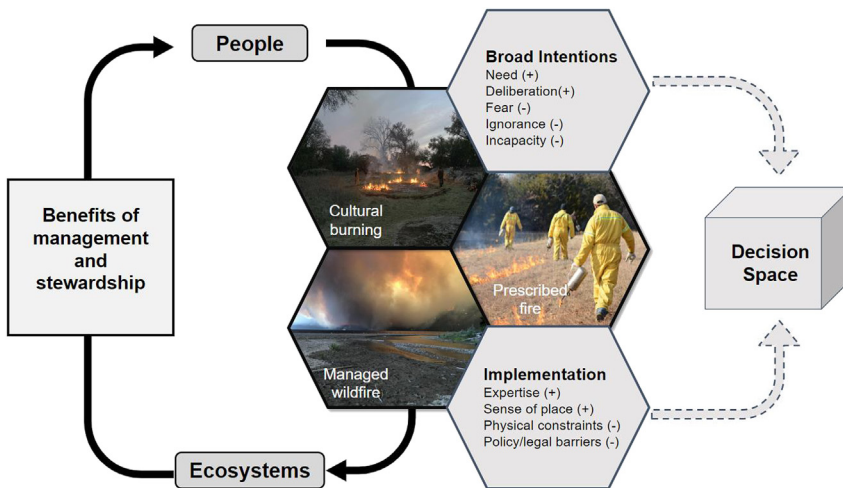 People
Broad Intentions
Need (+)
Deliberation(+)
Fear (-)
Ignorance (-)
Incapacity (-)
Cultural
burning
Benefits of
management
and
stewardship
Prescribed
fire
Decision
Space
Managed
wildfire
Implementation
Expertise (+)
Sense of place (+)
Physical constraints (-)
Policy/legal barriers (-)
Ecosystems